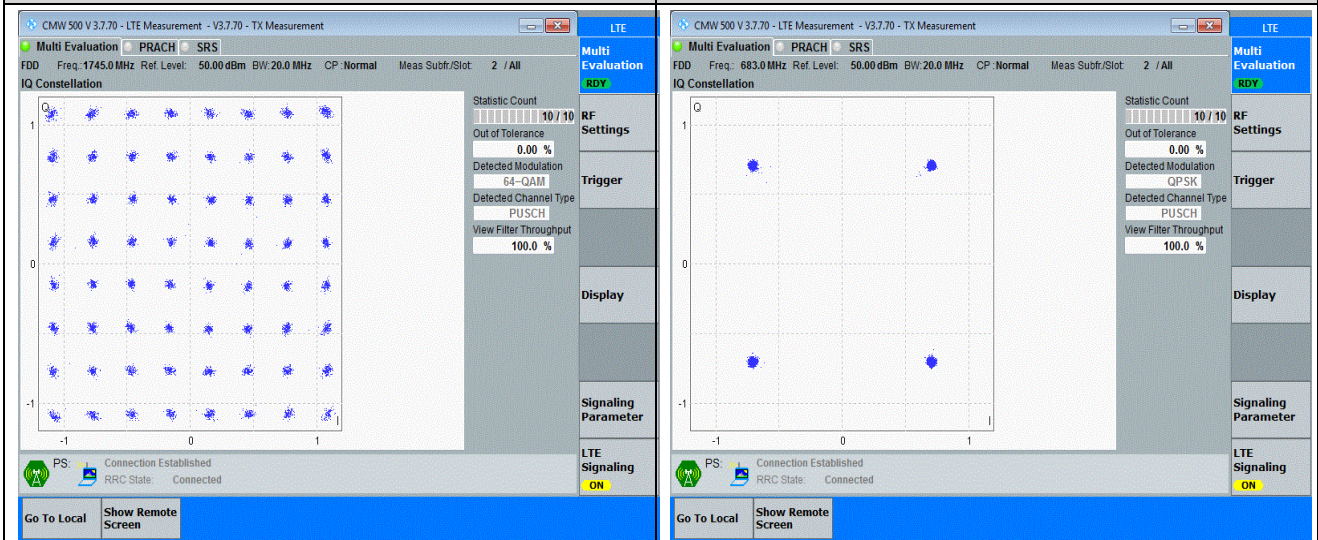 CMW 500 V 3.7.70 - LTE Measurement - V3.7.70 - TX Measurement
LTE
Multi Evaluation PRACH SRS
Multi
Evaluation
RDY
FDD Freq.:1745.0 MHz Ref. Level: 50.00 dBm BW:20.0 MHz CP :Normal Meas Subfr./Slot: 2 / All
IQ Constellation
Q
1
0
-1
-1
0
1
I
Statistic Count
10 / 10
Out of Tolerance
0.00 %
Detected Modulation
64-QAM
Detected Channel Type
PUSCH
View Filter Throughput
100.0 %
RF
Settings
Trigger
Display
Signaling
Parameter
LTE
Signaling
ON
PS: Connection Established
RRC State: Connected
Go To Local
Show Remote
Screen
CMW 500 V 3.7.70 - LTE Measurement - V3.7.70 - TX Measurement
LTE
Multi Evaluation PRACH SRS
Multi
Evaluation
RDY
FDD Freq.: 683.0 MHz Ref. Level: 50.00 dBm BW:20.0 MHz CP :Normal Meas Subfr./Slot: 2 / All
IQ Constellation
Q
1
0
-1
-1
0
1
I
Statistic Count
10 / 10
Out of Tolerance
0.00 %
Detected Modulation
QPSK
Detected Channel Type
PUSCH
View Filter Throughput
100.0 %
RF
Settings
Trigger
Display
Signaling
Parameter
LTE
Signaling
ON
PS: Connection Established
RRC State: Connected
Go To Local
Show Remote
Screen